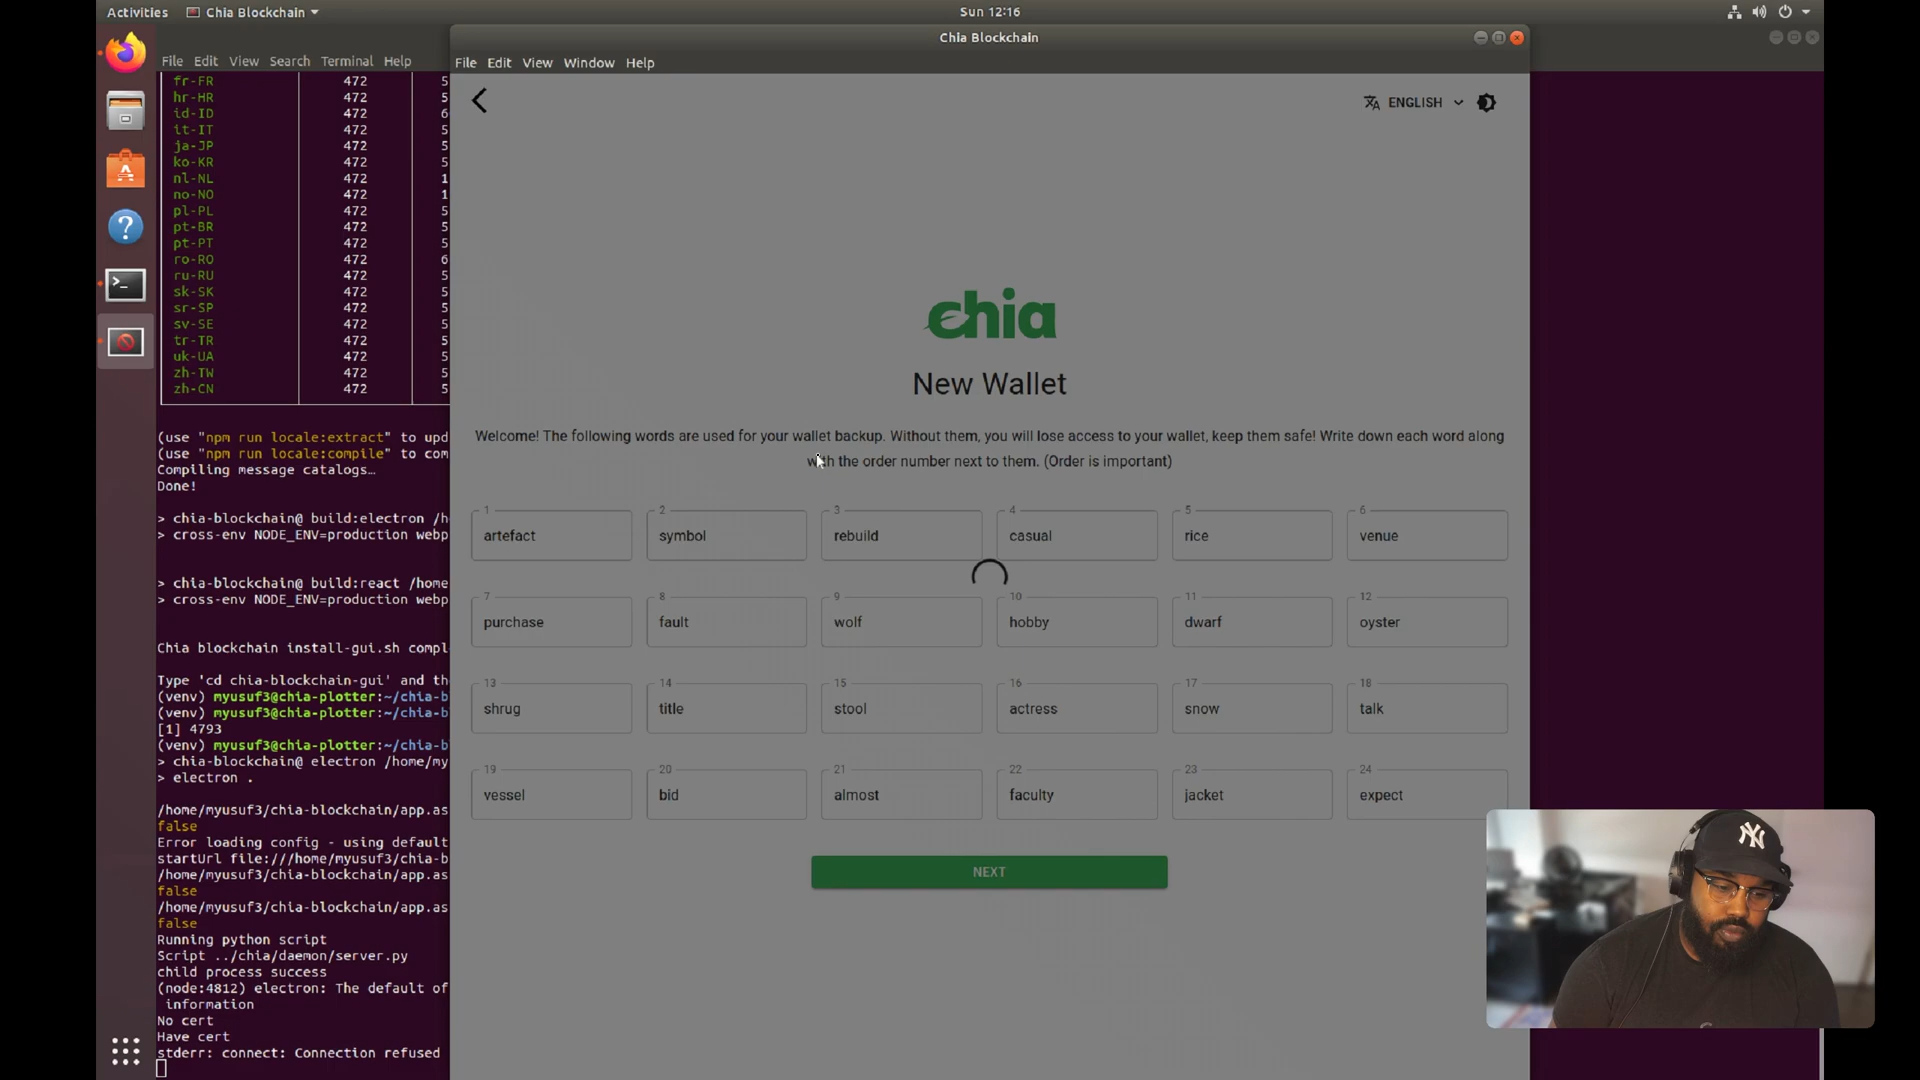 Activities
Chia Blockchain
Sun 12:16
Chia Blockchain
File Edit View Search Terminal Help
fr-FR 472 5
hr-HR 472 5
id-ID 472 6
it-IT 472 5
ja-JP 472 5
ko-KR 472 5
nl-NL 472 1
no-NO 472 1
pl-PL 472 5
pt-BR 472 5
pt-PT 472 5
ro-RO 472 6
ru-RU 472 5
sk-SK 472 5
sr-SP 472 5
sv-SE 472 5
tr-TR 472 5
uk-UA 472 5
zh-TW 472 5
zh-CN 472 5
(use "npm run locale:extract" to upd
(use "npm run locale:compile" to com
Compiling message catalogs…
Done!
> chia-blockchain@ build:electron /h
> cross-env NODE_ENV=production webp
> chia-blockchain@ build:react /home
> cross-env NODE_ENV=production webp
Chia blockchain install-gui.sh compl
Type 'cd chia-blockchain-gui' and th
(venv) myusuf3@chia-plotter:~/chia-b
(venv) myusuf3@chia-plotter:~/chia-b
[1] 4793
(venv) myusuf3@chia-plotter:~/chia-bl
> chia-blockchain@ electron /home/my
> electron .
/home/myusuf3/chia-blockchain/app.as
false
Error loading config - using default
startUrl file:///home/myusuf3/chia-b
/home/myusuf3/chia-blockchain/app.as
false
/home/myusuf3/chia-blockchain/app.as
false
Running python script
Script ../chia/daemon/server.py
child process success
(node:4812) electron: The default of
information
No cert
Have cert
stderr: connect: Connection refused
File Edit View Window Help
ENGLISH
chia
New Wallet
Welcome! The following words are used for your wallet backup. Without them, you will lose access to your wallet, keep them safe! Write down each word along
with the order number next to them. (Order is important)
1 artefact
2 symbol
3 rebuild
4 casual
5 rice
6 venue
7 purchase
8 fault
9 wolf
10 hobby
11 dwarf
12 oyster
13 shrug
14 title
15 stool
16 actress
17 snow
18 talk
19 vessel
20 bid
21 almost
22 faculty
23 jacket
24 expect
NEXT